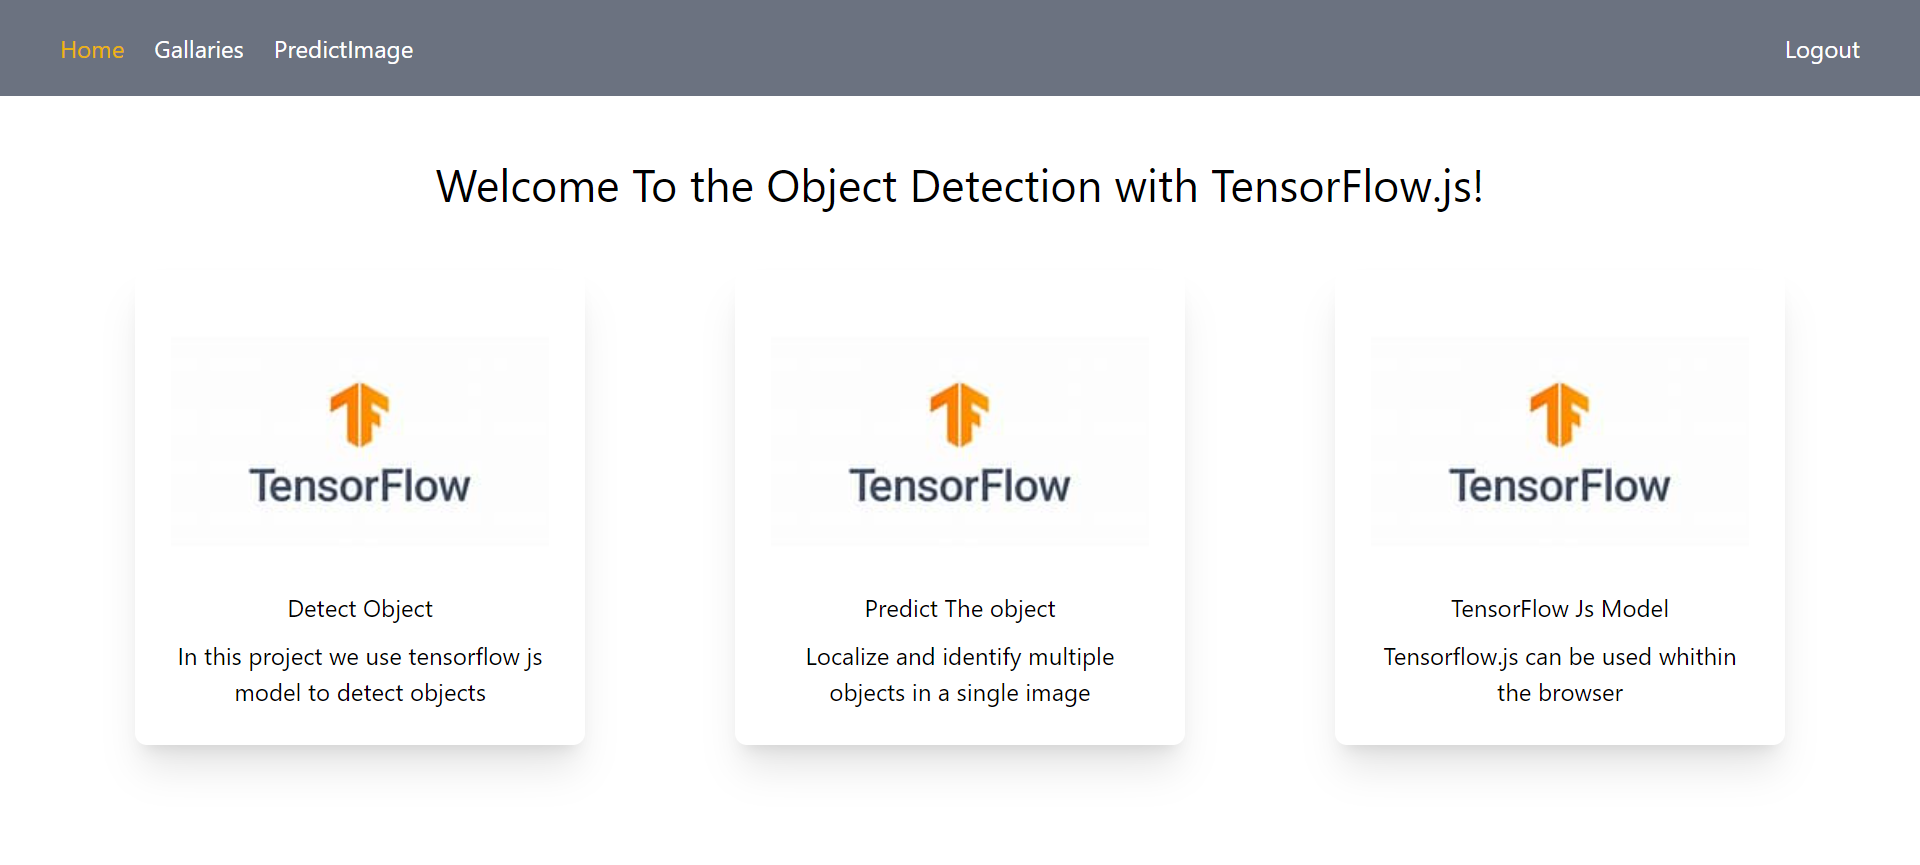 Home Gallaries PredictImage Logout
Welcome To the Object Detection with TensorFlow.js!
TensorFlow
Detect Object
In this project we use tensorflow js
model to detect objects
TensorFlow
Predict The object
Localize and identify multiple
objects in a single image
TensorFlow
TensorFlow Js Model
Tensorflow.js can be used whithin
the browser